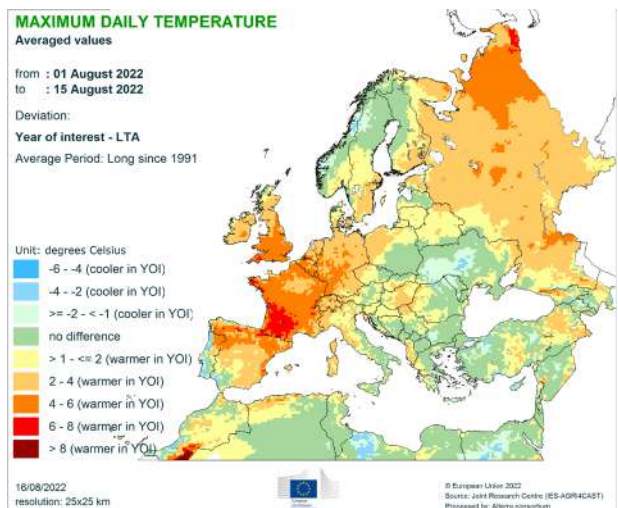 MAXIMUM DAILY TEMPERATURE
Averaged values
from : 01 August 2022
to : 15 August 2022
Deviation:
Year of interest - LTA
Average Period: Long since 1991
Unit: degrees Celsius
-6 - -4 (cooler in YOI)
-4 - -2 (cooler in YOI)
>= -2 - < -1 (cooler in YOI)
no difference
> 1 - <= 2 (warmer in YOI)
2 - 4 (warmer in YOI)
4 - 6 (warmer in YOI)
6 - 8 (warmer in YOI)
> 8 (warmer in YOI)
16/08/2022
resolution: 25x25 km
© European Union 2022
Source: Joint Research Centre (IES-AGRI4CAST)
Processed by: Alterra consortium